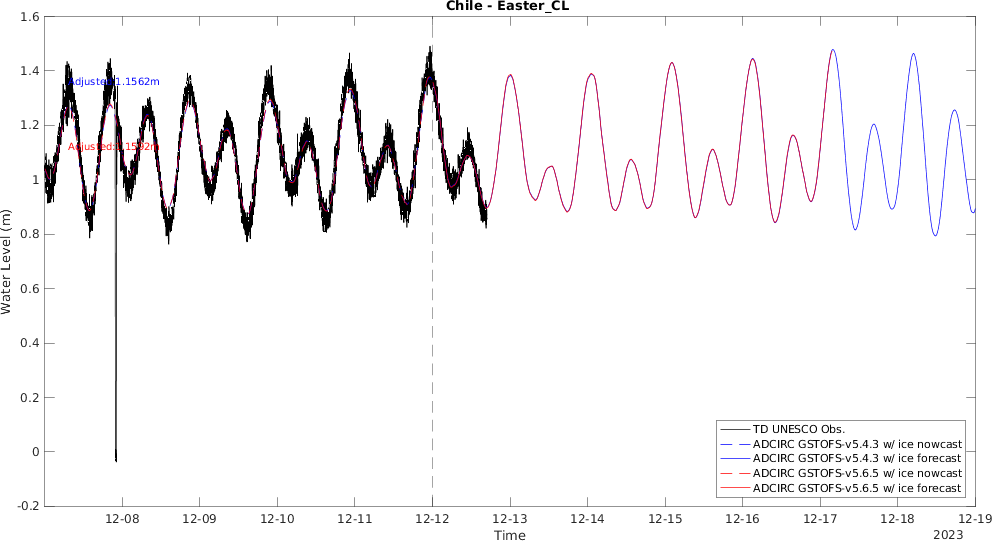 Chile - Easter_CL
1.6
1.4
1.2
1
0.8
0.6
0.4
0.2
0
-0.2
Water Level (m)
Adjusted:1.1562m
TD UNESCO Obs.
ADCIRC GSTOFS-v5.4.3 w/ ice nowcast
ADCIRC GSTOFS-v5.4.3 w/ ice forecast
ADCIRC GSTOFS-v5.6.5 w/ ice nowcast
ADCIRC GSTOFS-v5.6.5 w/ ice forecast
12-08 12-09 12-10 12-11 12-12 12-13 12-14 12-15 12-16 12-17 12-18 12-19
Time
2023